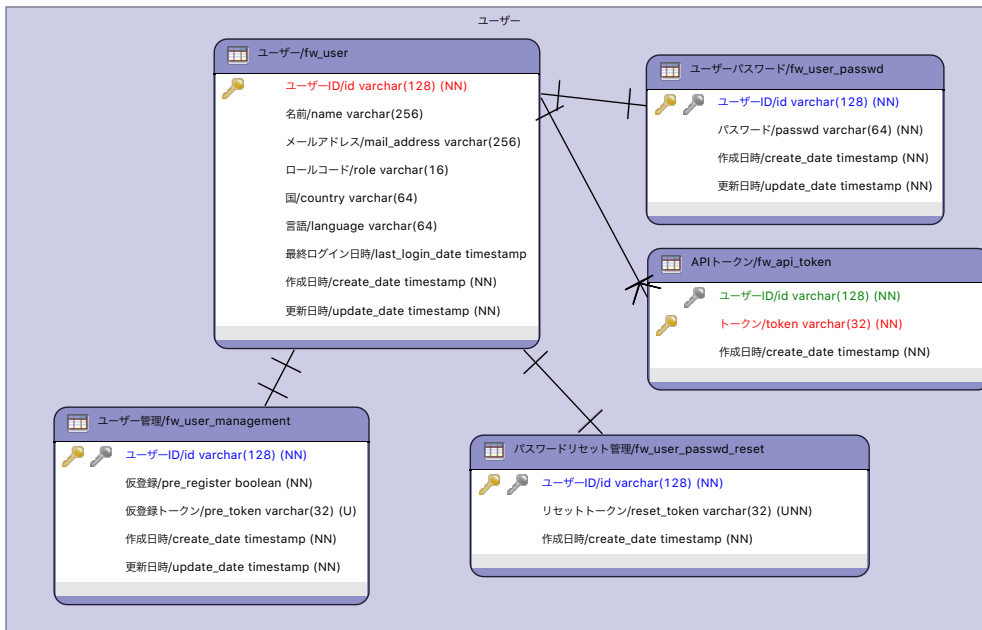 ユーザー
ユーザー/fw_user
ユーザーID/id varchar(128) (NN)
名前/name varchar(256)
メールアドレス/mail_address varchar(256)
ロールコード/role varchar(16)
国/country varchar(64)
言語/language varchar(64)
最終ログイン日時/last_login_date timestamp
作成日時/create_date timestamp (NN)
更新日時/update_date timestamp (NN)
ユーザーパスワード/fw_user_passwd
ユーザーID/id varchar(128) (NN)
パスワード/passwd varchar(64) (NN)
作成日時/create_date timestamp (NN)
更新日時/update_date timestamp (NN)
APIトークン/fw_api_token
ユーザーID/id varchar(128) (NN)
トークン/token varchar(32) (NN)
作成日時/create_date timestamp (NN)
ユーザー管理/fw_user_management
ユーザーID/id varchar(128) (NN)
仮登録/pre_register boolean (NN)
仮登録トークン/pre_token varchar(32) (U)
作成日時/create_date timestamp (NN)
更新日時/update_date timestamp (NN)
パスワードリセット管理/fw_user_passwd_reset
ユーザーID/id varchar(128) (NN)
リセットトークン/reset_token varchar(32) (UNN)
作成日時/create_date timestamp (NN)